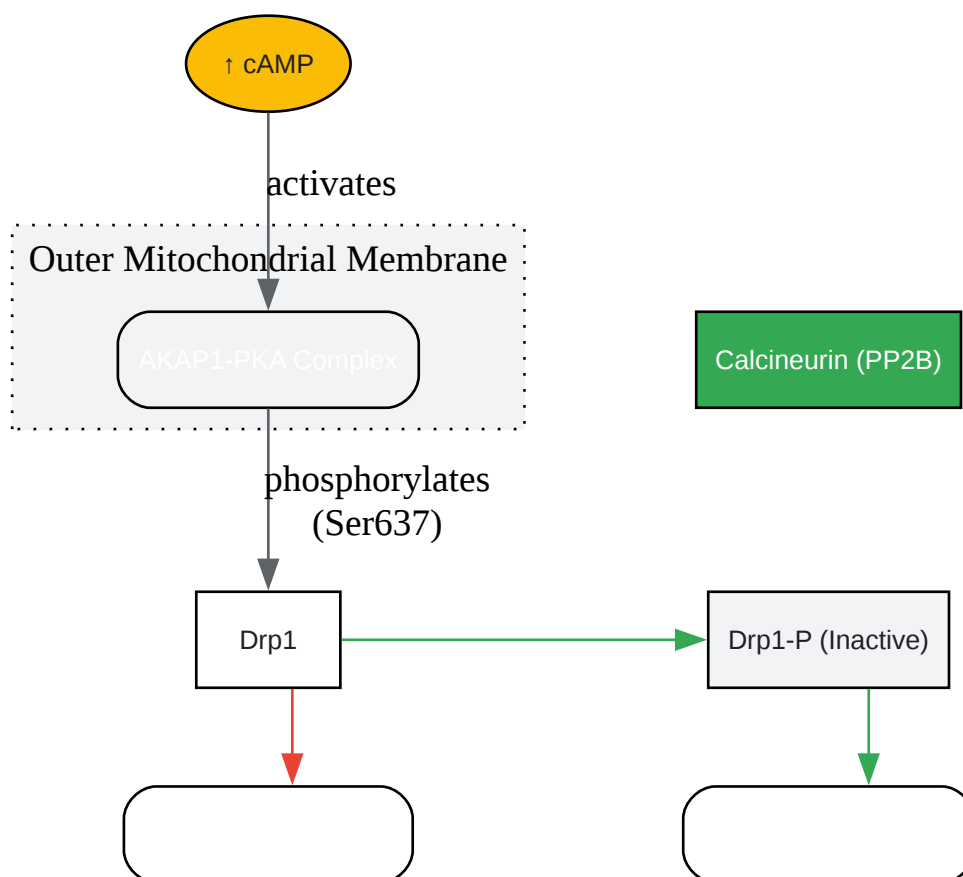 ↑ cAMP
activates
Outer Mitochondrial Membrane
AKAP1-PKA Complex
Calcineurin (PP2B)
phosphorylates
(Ser637)
Drp1
Drp1-P (Inactive)